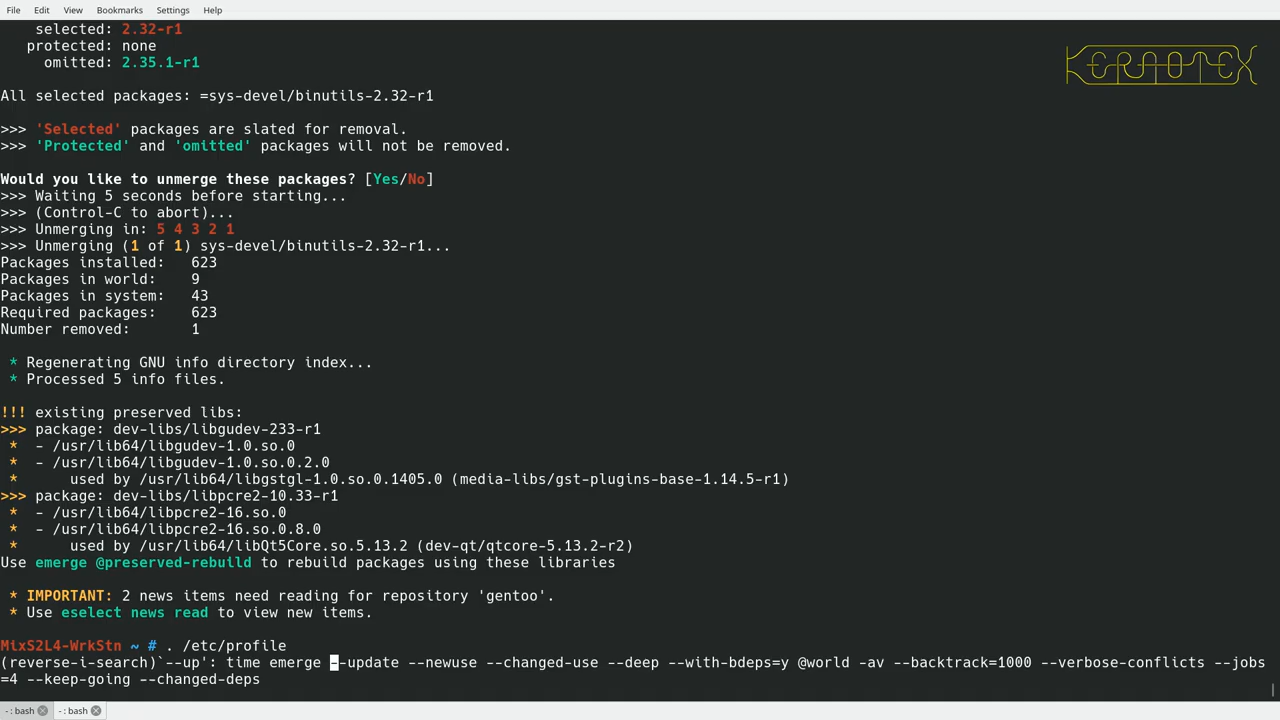 File Edit View Bookmarks Settings Help
selected: 2.32-r1
protected: none
omitted: 2.35.1-r1
KERAOTEX
All selected packages: =sys-devel/binutils-2.32-r1
>>> 'Selected' packages are slated for removal.
>>> 'Protected' and 'omitted' packages will not be removed.
Would you like to unmerge these packages? [Yes/No]
>>> Waiting 5 seconds before starting...
>>> (Control-C to abort)...
>>> Unmerging in: 5 4 3 2 1
>>> Unmerging (1 of 1) sys-devel/binutils-2.32-r1...
Packages installed: 623
Packages in world: 9
Packages in system: 43
Required packages: 623
Number removed: 1
* Regenerating GNU info directory index...
* Processed 5 info files.
!!! existing preserved libs:
>>> package: dev-libs/libgudev-233-r1
* - /usr/lib64/libgudev-1.0.so.0
* - /usr/lib64/libgudev-1.0.so.0.2.0
* used by /usr/lib64/libgstgl-1.0.so.0.1405.0 (media-libs/gst-plugins-base-1.14.5-r1)
>>> package: dev-libs/libpcre2-10.33-r1
* - /usr/lib64/libpcre2-16.so.0
* - /usr/lib64/libpcre2-16.so.0.8.0
* used by /usr/lib64/libQt5Core.so.5.13.2 (dev-qt/qtcore-5.13.2-r2)
Use emerge @preserved-rebuild to rebuild packages using these libraries
* IMPORTANT: 2 news items need reading for repository 'gentoo'.
* Use eselect news read to view new items.
MixS2L4-WrkStn ~ # . /etc/profile
(reverse-i-search)`--up': time emerge --update --newuse --changed-use --deep --with-bdeps=y @world -av --backtrack=1000 --verbose-conflicts --jobs
=4 --keep-going --changed-deps
- : bash - : bash